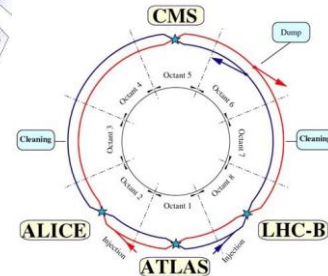 CMS
Dump
Octant 4
Octant 5
Octant 6
Cleaning
Octant 3
Octant 7
Cleaning
Octant 2
Octant 1
Octant 8
ALICE
Injection
Injection
LHC-B
ATLAS